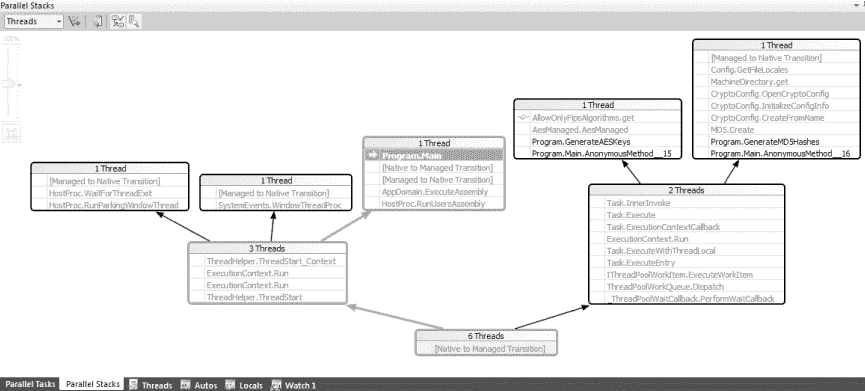 Parallel Stacks
Threads
100%
1 Thread
[Managed to Native Transition]
HostProc.WaitForThreadExit
HostProc.RunParkingWindowThread
1 Thread
[Managed to Native Transition]
SystemEvents.WindowThreadProc
1 Thread
Program.Main
[Native to Managed Transition]
[Managed to Native Transition]
AppDomain.ExecuteAssembly
HostProc.RunUsersAssembly
1 Thread
AllowOnlyFipsAlgorithms.get
AesManaged.AesManaged
Program.GenerateAESKeys
Program.Main.AnonymousMethod__15
1 Thread
[Managed to Native Transition]
Config.GetFileLocales
MachineDirectory.get
CryptoConfig.OpenCryptoConfig
CryptoConfig.InitializeConfigInfo
CryptoConfig.CreateFromName
MD5.Create
Program.GenerateMD5Hashes
Program.Main.AnonymousMethod__16
3 Threads
ThreadHelper.ThreadStart_Context
ExecutionContext.Run
ExecutionContext.Run
ThreadHelper.ThreadStart
2 Threads
Task.InnerInvoke
Task.Execute
Task.ExecutionContextCallback
ExecutionContext.Run
Task.ExecuteWithThreadLocal
Task.ExecuteEntry
IThreadPoolWorkItem.ExecuteWorkItem
ThreadPoolWorkQueue.Dispatch
_ThreadPoolWaitCallback.PerformWaitCallback
6 Threads
[Native to Managed Transition]
Parallel Tasks Parallel Stacks Threads Autos Locals Watch 1